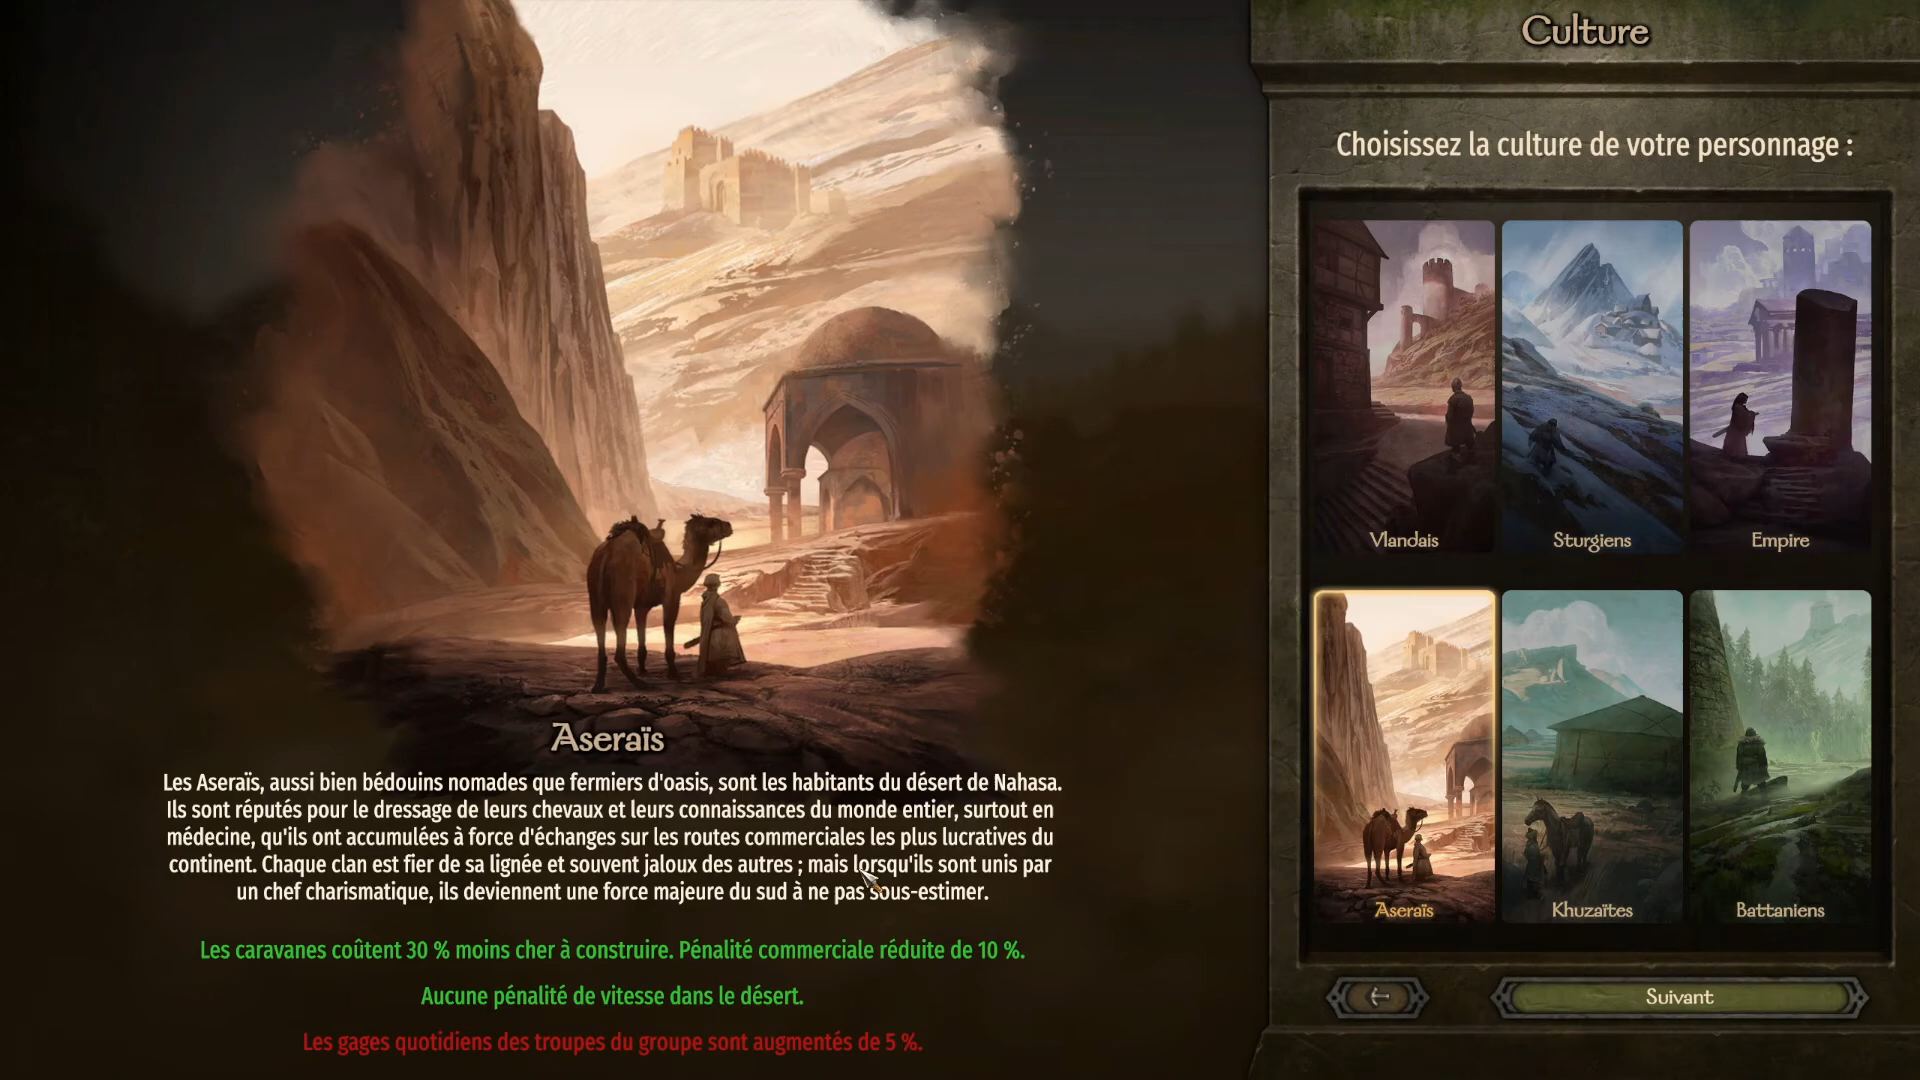 Culture
Choisissez la culture de votre personnage :
Vlandais
Sturgiens
Empire
Aseraïs
Khuzaïtes
Battaniens
Suivant
Aseraïs
Les Aseraïs, aussi bien bédouins nomades que fermiers d'oasis, sont les habitants du désert de Nahasa.
Ils sont réputés pour le dressage de leurs chevaux et leurs connaissances du monde entier, surtout en
médecine, qu'ils ont accumulées à force d'échanges sur les routes commerciales les plus lucratives du
continent. Chaque clan est fier de sa lignée et souvent jaloux des autres ; mais lorsqu'ils sont unis par
un chef charismatique, ils deviennent une force majeure du sud à ne pas sous-estimer.
Les caravanes coûtent 30 % moins cher à construire. Pénalité commerciale réduite de 10 %.
Aucune pénalité de vitesse dans le désert.
Les gages quotidiens des troupes du groupe sont augmentés de 5 %.